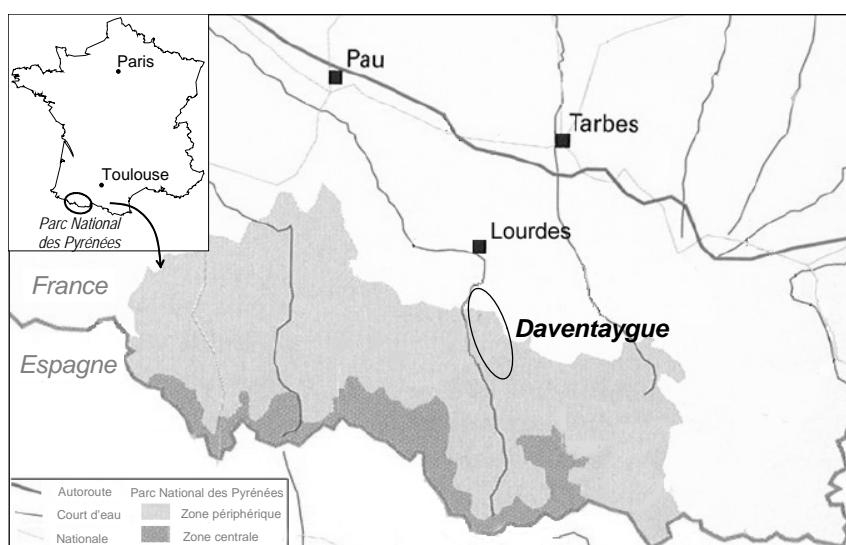 Paris
Toulouse
Parc National
des Pyrénées
Pau
Tarbes
Lourdes
Daventaygue
France
Espagne
Autoroute
Court d'eau
Nationale
Parc National des Pyrénées
Zone périphérique
Zone centrale